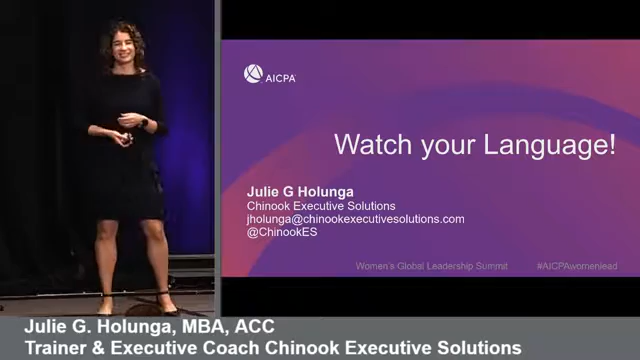 AICPA
Watch your Language!
Julie G Holunga
Chinook Executive Solutions
jholunga@chinookexecutivesolutions.com
@ChinookES
Women's Global Leadership Summit #AICPAwomenlead
Julie G. Holunga, MBA, ACC
Trainer & Executive Coach Chinook Executive Solutions